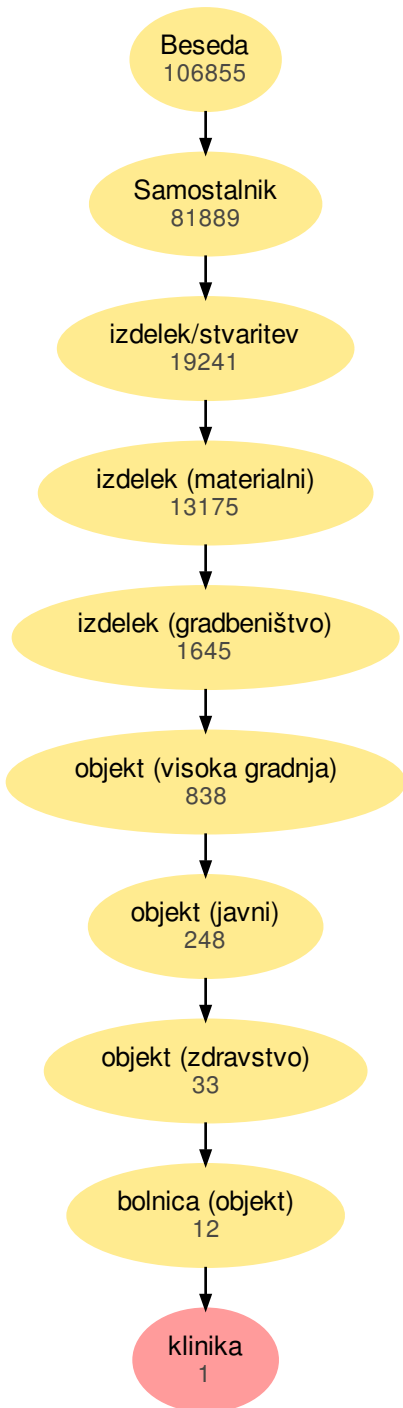 Beseda
106855
Samostalnik
81889
izdelek/stvaritev
19241
izdelek (materialni)
13175
izdelek (gradbeništvo)
1645
objekt (visoka gradnja)
838
objekt (javni)
248
objekt (zdravstvo)
33
bolnica (objekt)
12
klinika
1